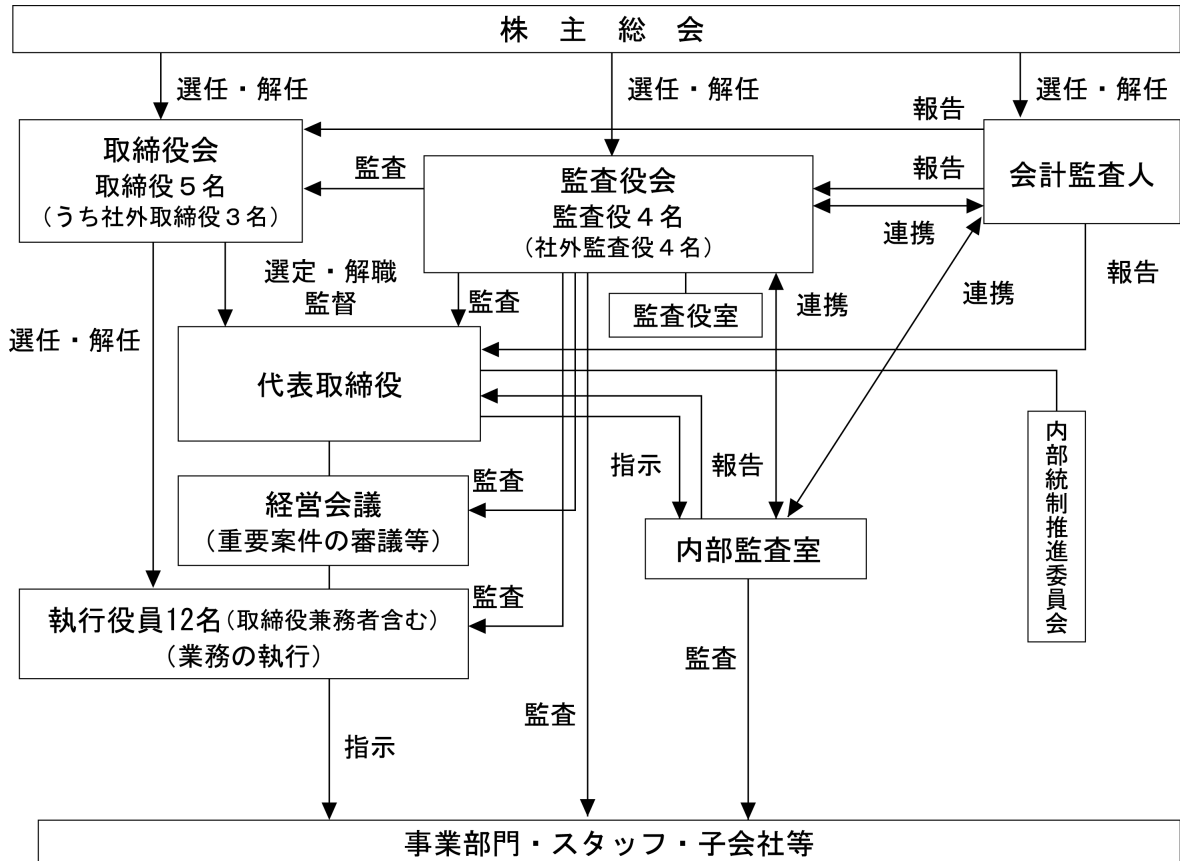 株　主　総　会
選任・解任
選任・解任
選任・解任
報告
取締役会
取締役５名
（うち社外取締役３名）
監査
監査役会
監査役４名
（社外監査役４名）
報告
連携
会計監査人
選定・解職
監督
監査
監査役室
連携
連携
報告
選任・解任
代表取締役
指示
報告
内部統制推進委員会
経営会議
（重要案件の審議等）
監査
内部監査室
執行役員12名（取締役兼務者含む）
（業務の執行）
監査
監査
監査
指示
事業部門・スタッフ・子会社等